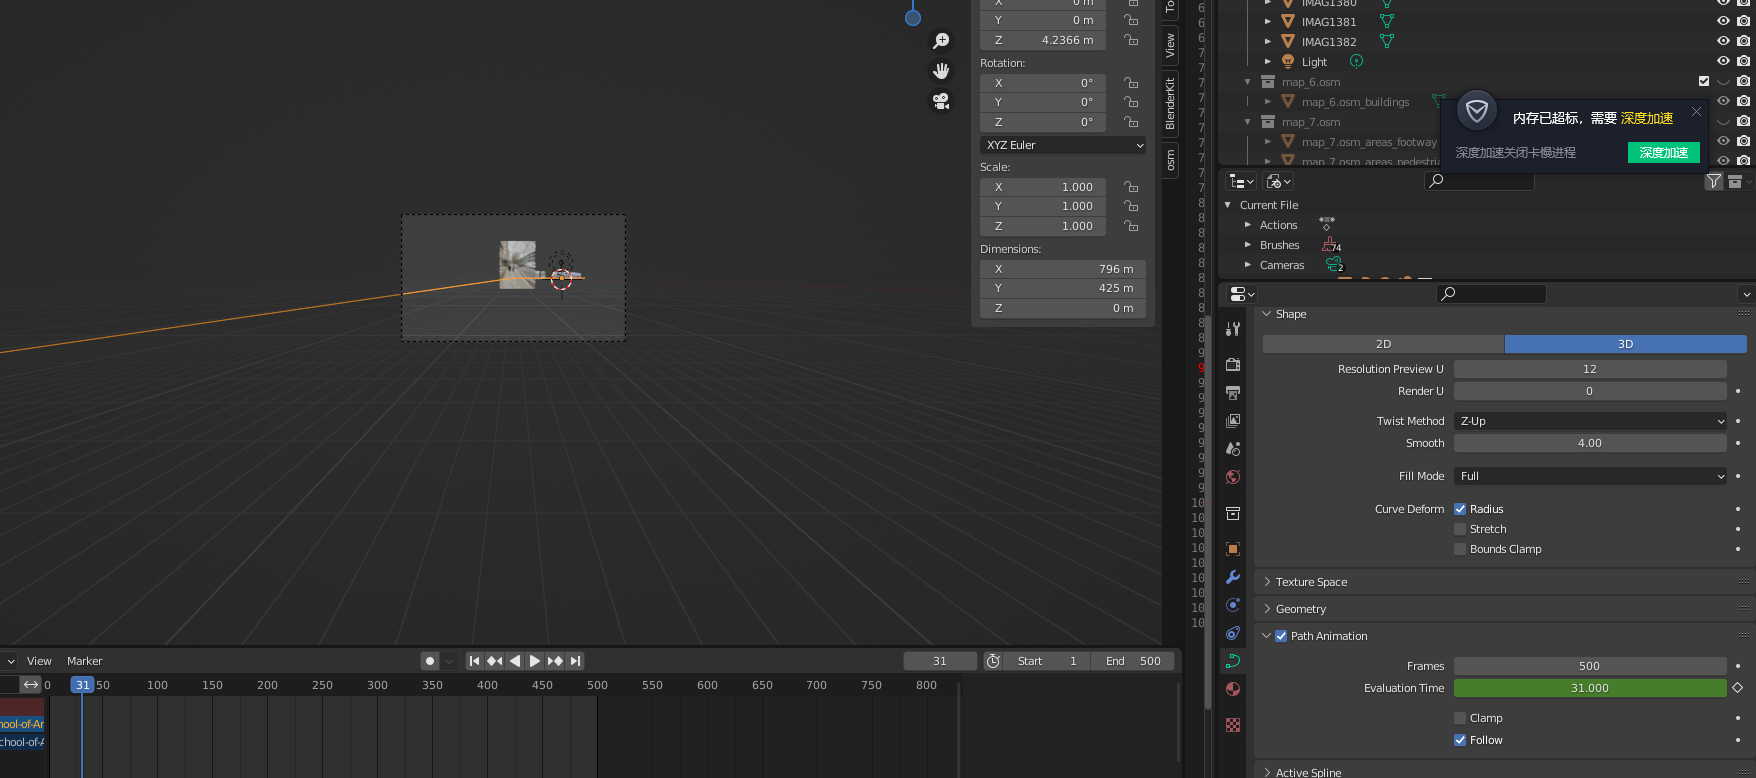 X 0 m
Y 0 m
Z 4.2366 m
Rotation:
X 0°
Y 0°
Z 0°
XYZ Euler
Scale:
X 1.000
Y 1.000
Z 1.000
Dimensions:
X 796 m
Y 425 m
Z 0 m
To
View
BlenderKit
osm
IMAG1380
IMAG1381
IMAG1382
Light
map_6.osm
map_6.osm_buildings
map_7.osm
map_7.osm_areas_footway
map_7.osm_areas_pedestria
内存已超标，需要 深度加速
深度加速关闭卡慢进程
深度加速
Current File
Actions
Brushes 74
Cameras 2
Shape
2D 3D
Resolution Preview U 12
Render U 0
Twist Method Z-Up
Smooth 4.00
Fill Mode Full
Curve Deform Radius
Stretch
Bounds Clamp
Texture Space
Geometry
Path Animation
Frames 500
Evaluation Time 31.000
Clamp
Follow
Active Spline
View Marker
31 Start 1 End 500
0 31 50 100 150 200 250 300 350 400 450 500 550 600 650 700 750 800
hool-of-Ar
chool-of-A